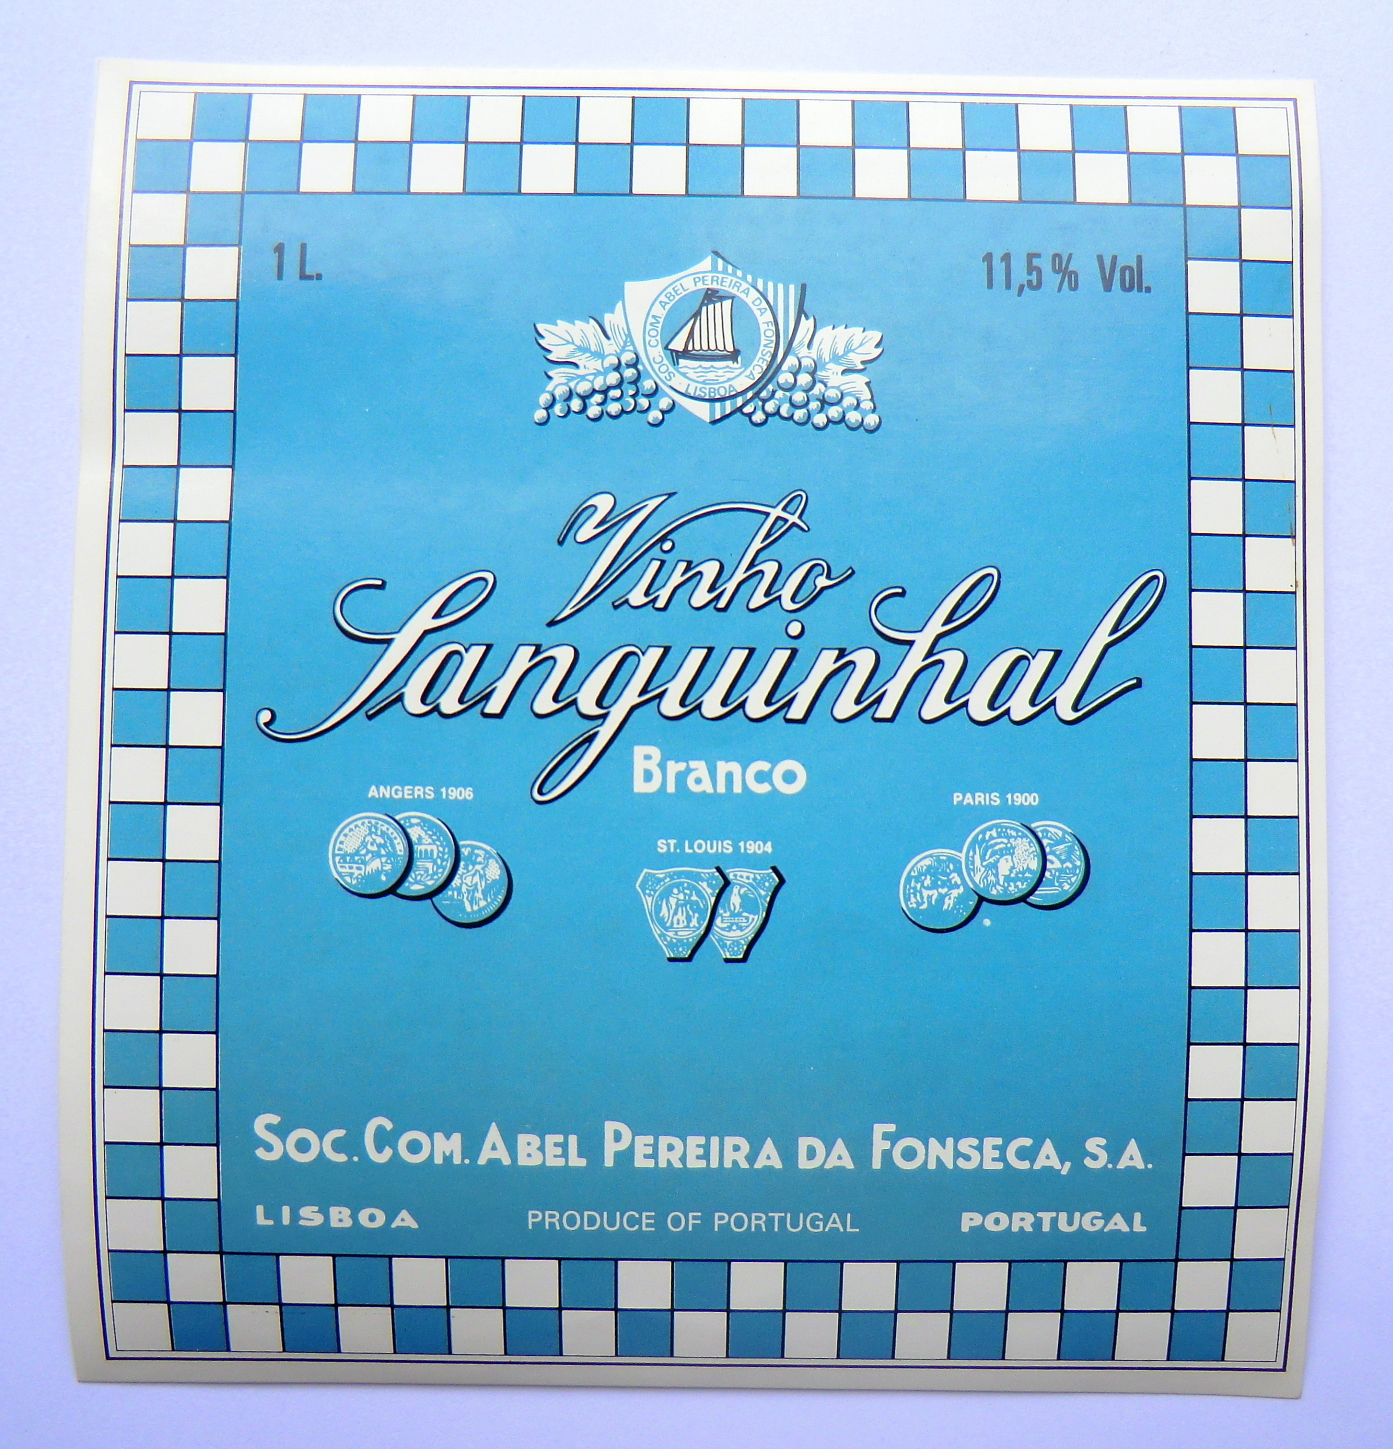 1 L.
11,5 % Vol.
SOC. COM. ABEL PEREIRA DA FONSECA
· LISBOA ·
Vinho
Sanguinhal
Branco
ANGERS 1906
PARIS 1900
ST. LOUIS 1904
SOC. COM. ABEL PEREIRA DA FONSECA, S.A.
LISBOA PRODUCE OF PORTUGAL PORTUGAL